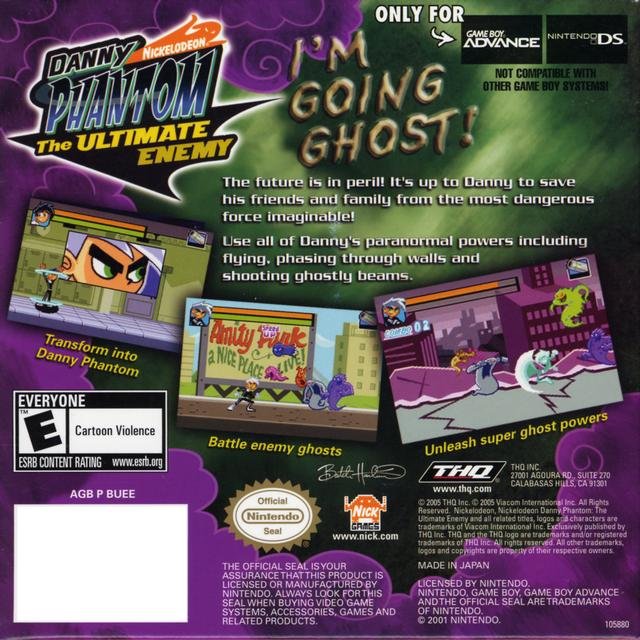 ONLY FOR
GAME BOY ADVANCE
NINTENDO DS
NOT COMPATIBLE WITH
OTHER GAME BOY SYSTEMS!
NICKELODEON
DANNY
PHANTOM
The ULTIMATE
ENEMY
I'M
GOING
GHOST!
The future is in peril! It's up to Danny to save
his friends and family from the most dangerous
force imaginable!
Use all of Danny's paranormal powers including
flying, phasing through walls and
shooting ghostly beams.
Transform into
Danny Phantom
SPEED
UP
Amity Park
a NICE PLACE
LIVE!
Battle enemy ghosts
COMBO 02
Unleash super ghost powers
EVERYONE
E
TM
Cartoon Violence
ESRB CONTENT RATING www.esrb.org
AGB P BUEE
Official
Nintendo
Seal
Butch Hartman
NICK
GAMES
www.nick.com
THE OFFICIAL SEAL IS YOUR
ASSURANCE THAT THIS PRODUCT IS
LICENSED OR MANUFACTURED BY
NINTENDO. ALWAYS LOOK FOR THIS
SEAL WHEN BUYING VIDEO GAME
SYSTEMS, ACCESSORIES, GAMES AND
RELATED PRODUCTS.
THQ
www.thq.com
THQ INC.
27001 AGOURA RD., SUITE 270
CALABASAS HILLS, CA 91301
© 2005 THQ Inc. © 2005 Viacom International Inc. All Rights
Reserved. Nickelodeon, Nickelodeon Danny Phantom: The
Ultimate Enemy and all related titles, logos and characters are
trademarks of Viacom International Inc. Exclusively published by
THQ Inc. THQ and the THQ logo are trademarks and/or registered
trademarks of THQ Inc. All rights reserved. All other trademarks,
logos and copyrights are property of their respective owners.
MADE IN JAPAN
LICENSED BY NINTENDO.
NINTENDO, GAME BOY, GAME BOY ADVANCE
AND THE OFFICIAL SEAL ARE TRADEMARKS
OF NINTENDO.
© 2001 NINTENDO.
105880